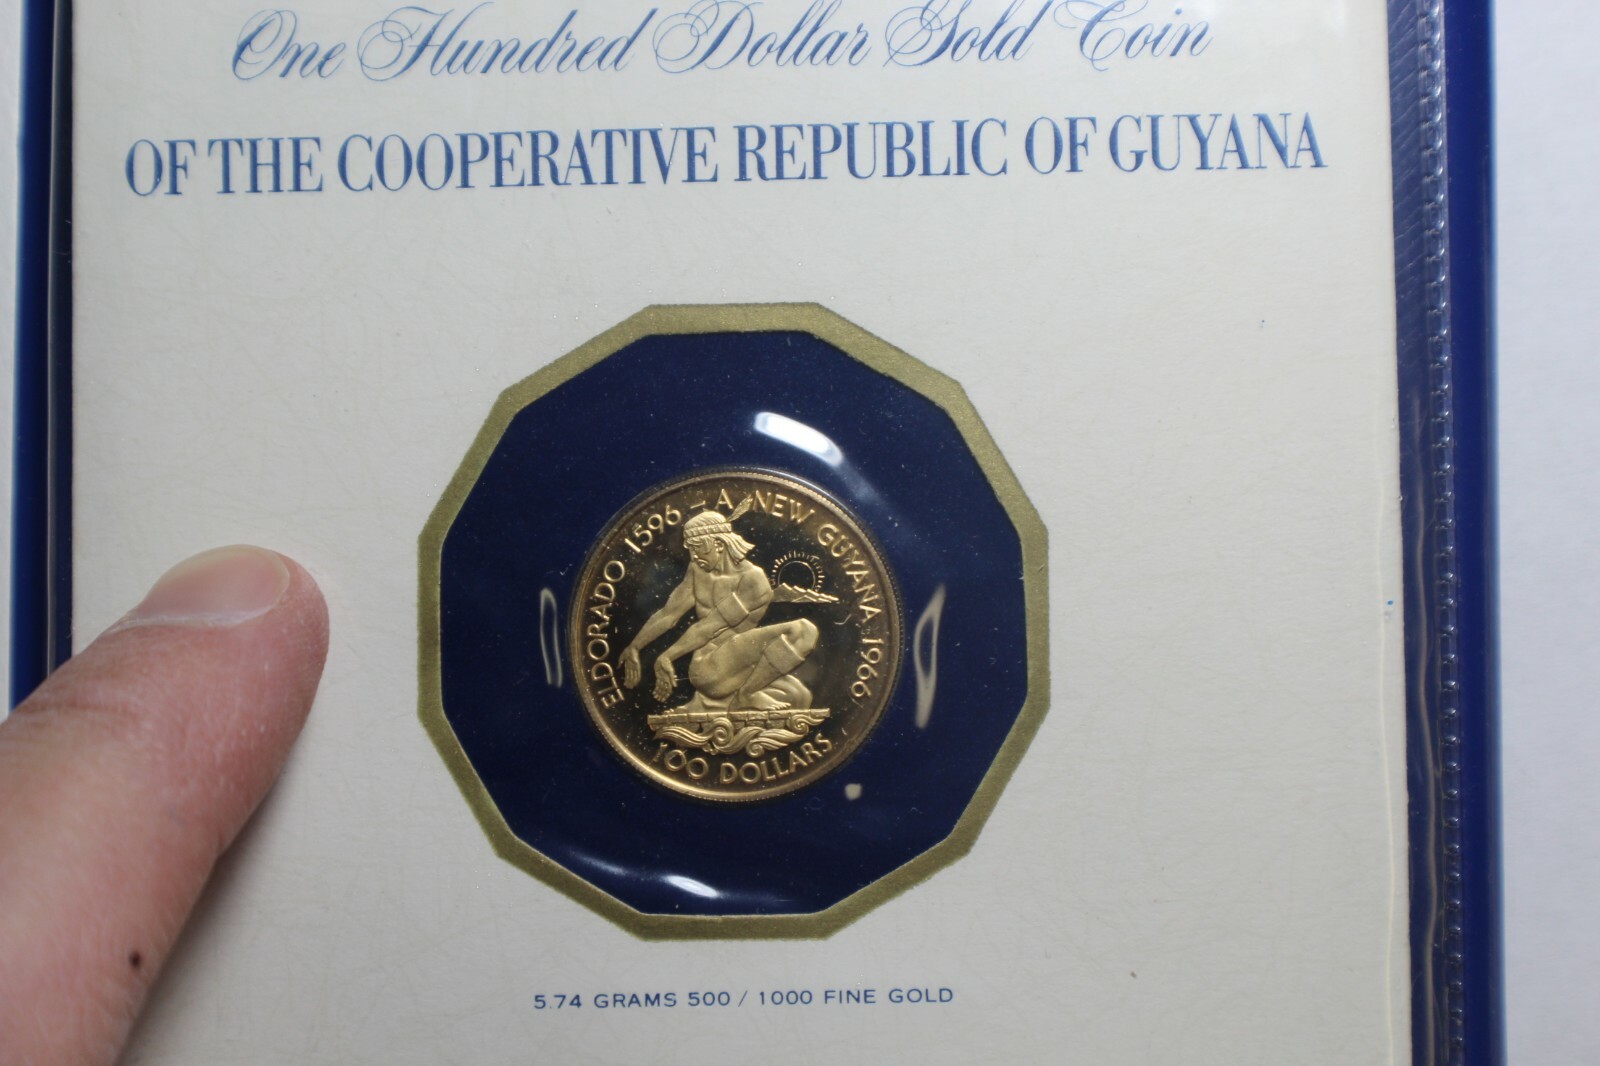 One Hundred Dollar Gold Coin
OF THE COOPERATIVE REPUBLIC OF GUYANA
ELDORADO 1596 - A NEW GUYANA 1966
100 DOLLARS
5.74 GRAMS 500 / 1000 FINE GOLD